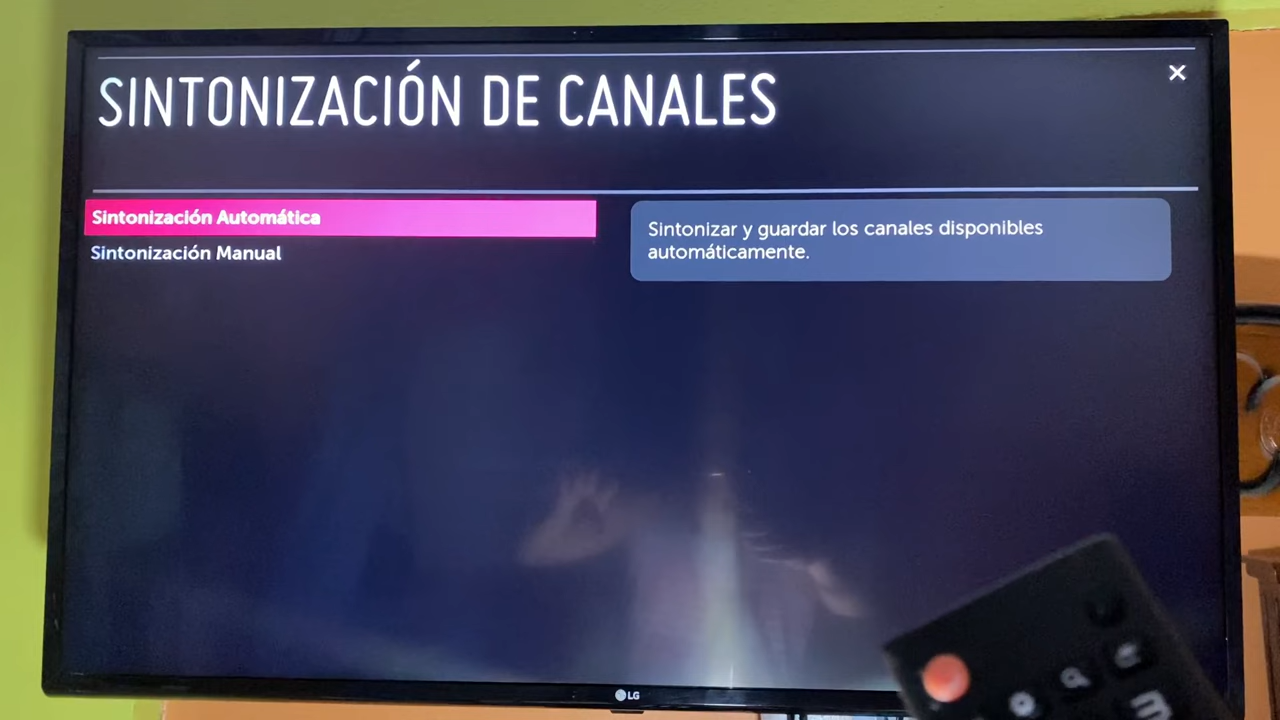 SINTONIZACIÓN DE CANALES
Sintonización Automática
Sintonización Manual
Sintonizar y guardar los canales disponibles
automáticamente.
LG